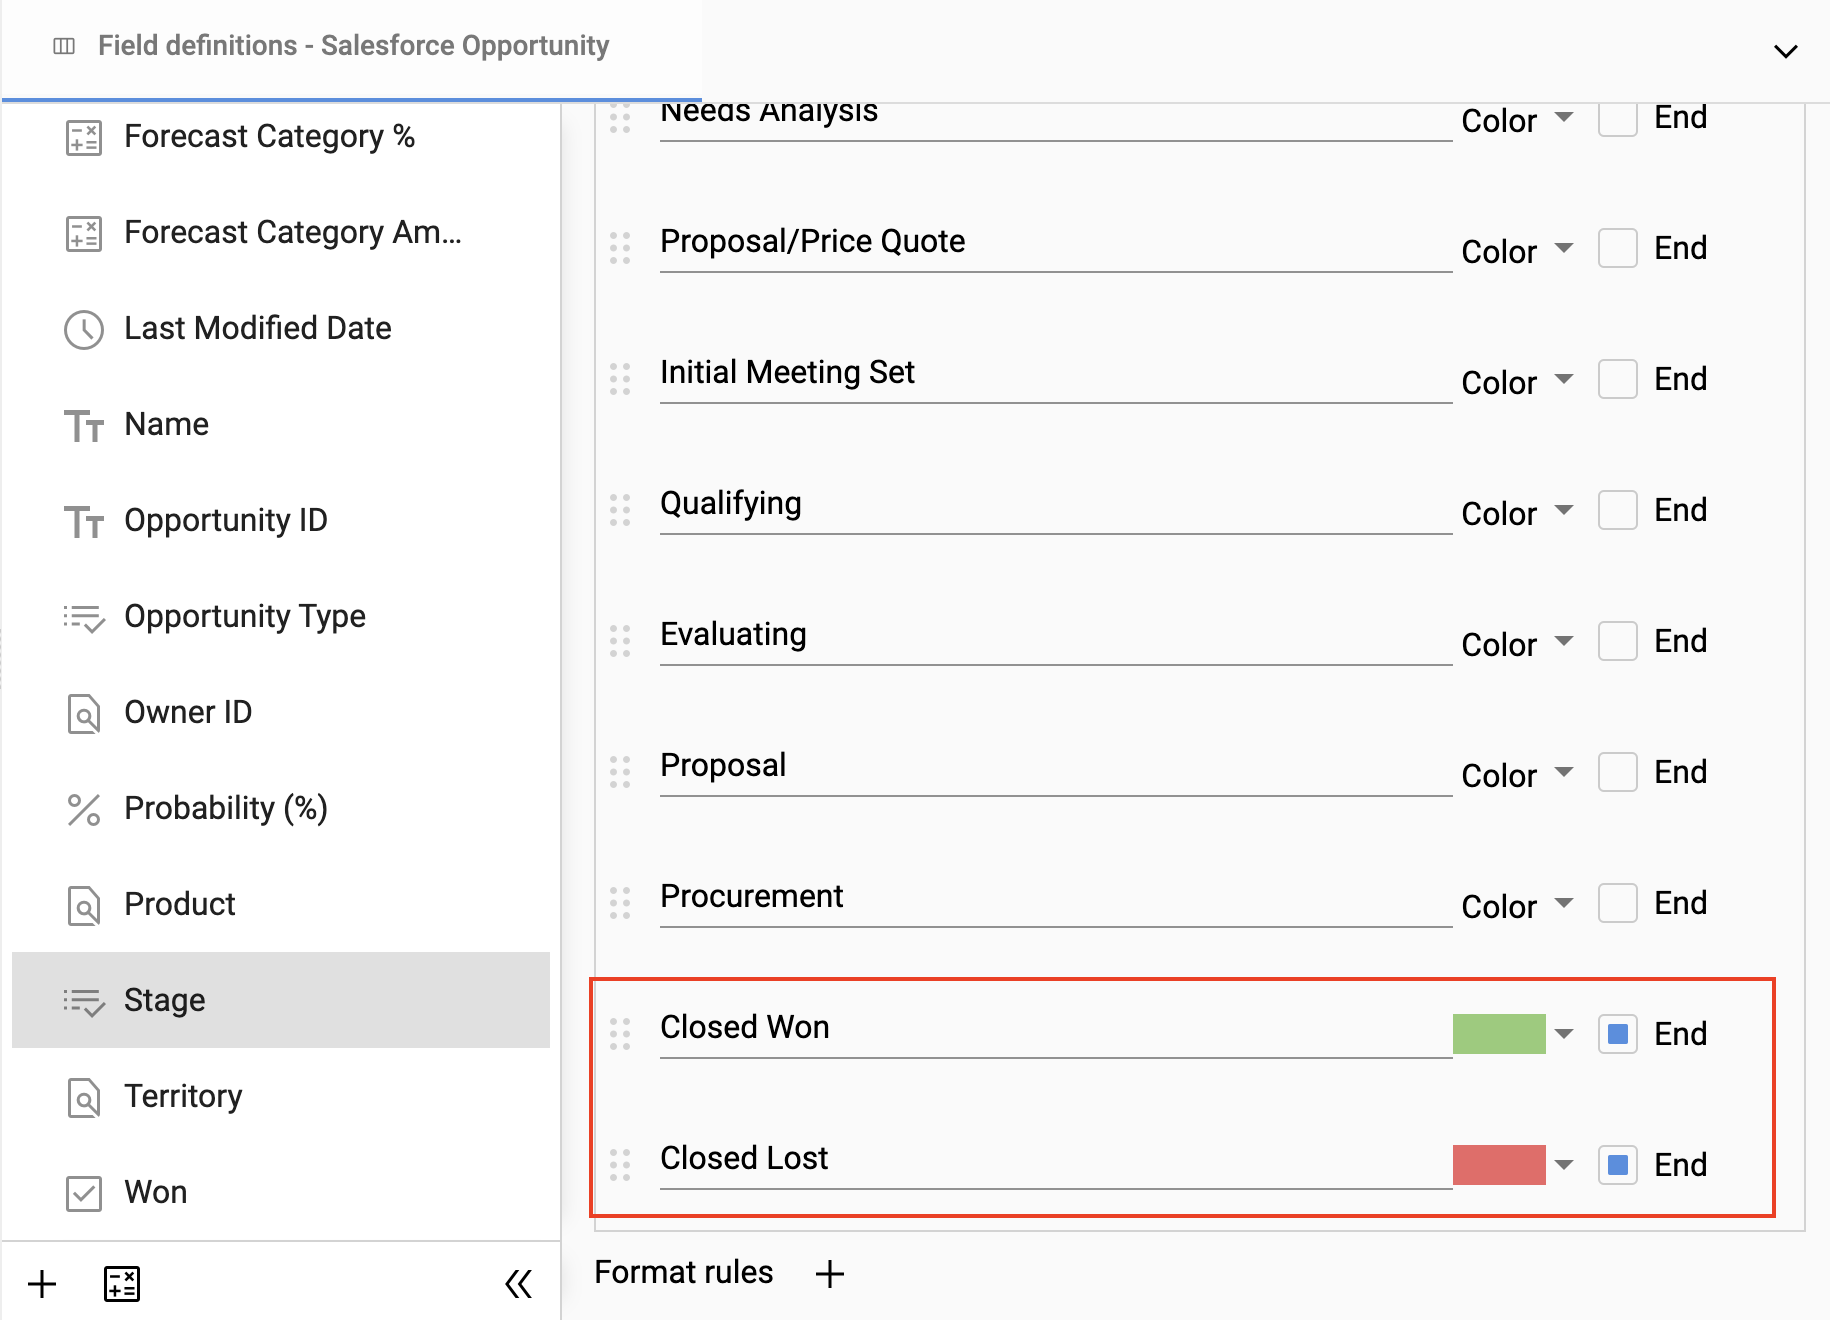 Field definitions - Salesforce Opportunity
Forecast Category %
Forecast Category Am...
Last Modified Date
Name
Opportunity ID
Opportunity Type
Owner ID
Probability (%)
Product
Stage
Territory
Won
Needs Analysis Color End
Proposal/Price Quote Color End
Initial Meeting Set Color End
Qualifying Color End
Evaluating Color End
Proposal Color End
Procurement Color End
Closed Won End
Closed Lost End
Format rules